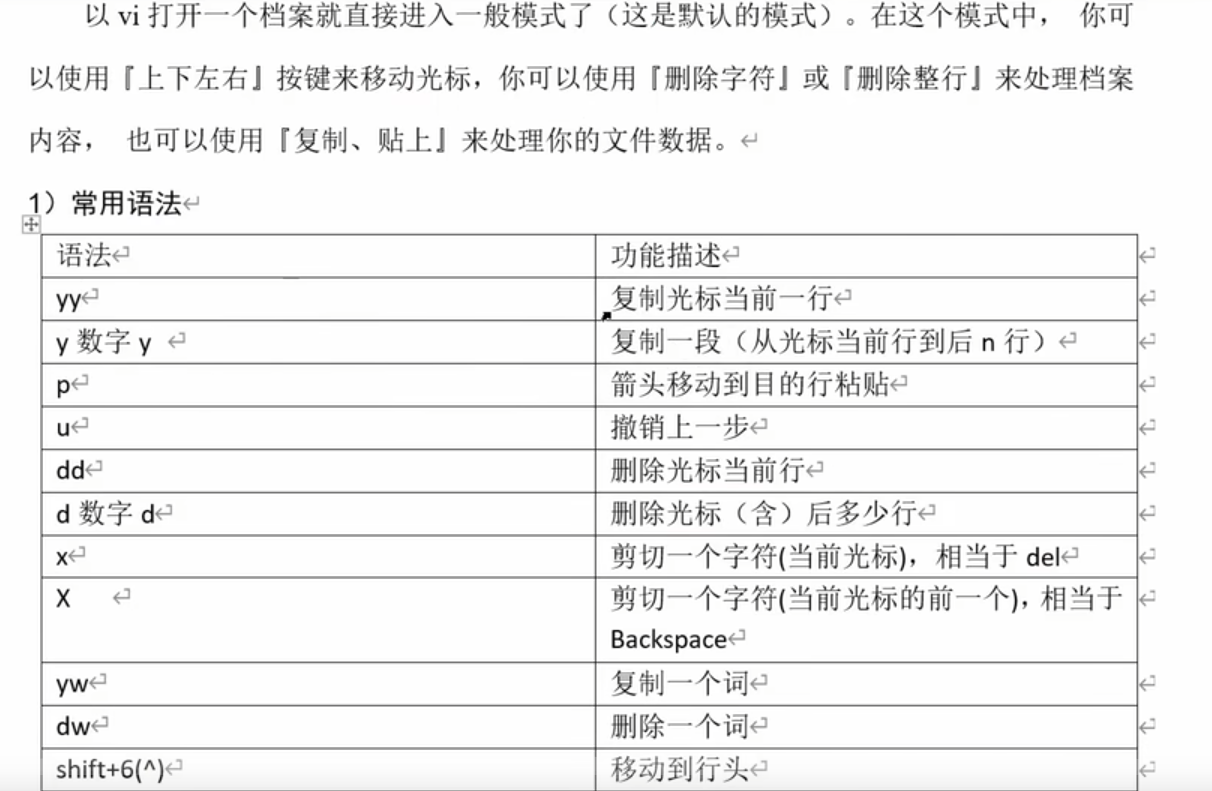 以 vi 打开一个档案就直接进入一般模式了（这是默认的模式）。在这个模式中， 你可
以使用『上下左右』按键来移动光标，你可以使用『删除字符』或『删除整行』来处理档案
内容， 也可以使用『复制、贴上』来处理你的文件数据。
1）常用语法
语法 功能描述
yy 复制光标当前一行
y 数字 y 复制一段（从光标当前行到后 n 行）
p 箭头移动到目的行粘贴
u 撤销上一步
dd 删除光标当前行
d 数字 d 删除光标（含）后多少行
x 剪切一个字符(当前光标)，相当于 del
X 剪切一个字符(当前光标的前一个)，相当于
Backspace
yw 复制一个词
dw 删除一个词
shift+6(^) 移动到行头